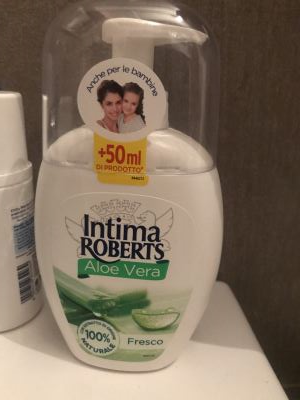 Anche per le bambine
+50ml
DI PRODOTTO*
Intima
ROBERTS
Aloe Vera
100%
NATURALE
Fresco